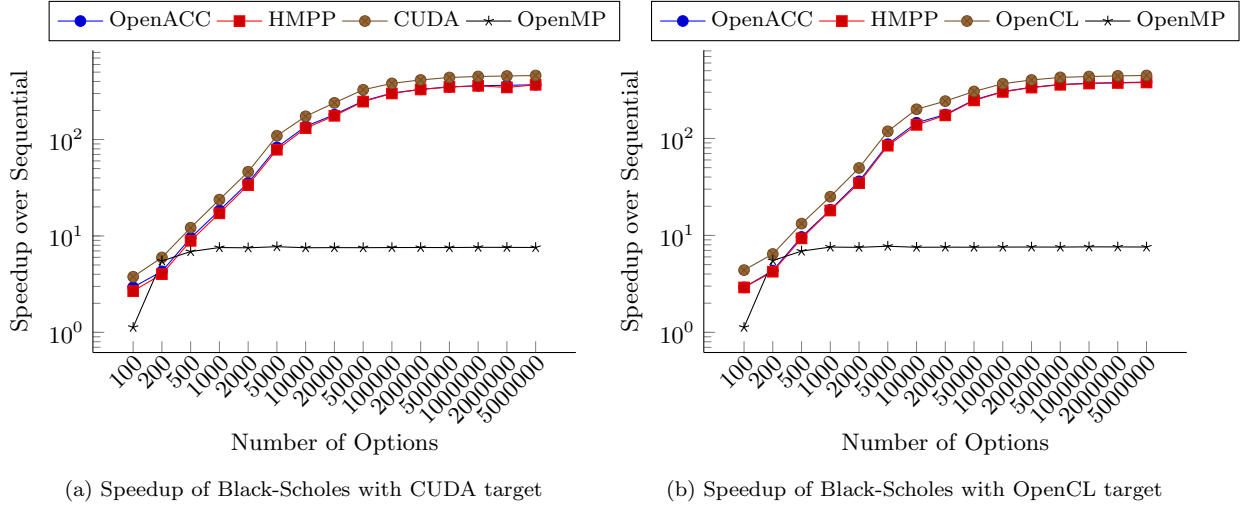 OpenACC HMPP CUDA OpenMP
Speedup over Sequential
10^2
10^1
10^0
100 200 500 1000 2000 5000 10000 20000 50000 100000 200000 500000 1000000 2000000 5000000
Number of Options
(a) Speedup of Black-Scholes with CUDA target
OpenACC HMPP OpenCL OpenMP
Speedup over Sequential
10^2
10^1
10^0
100 200 500 1000 2000 5000 10000 20000 50000 100000 200000 500000 1000000 2000000 5000000
Number of Options
(b) Speedup of Black-Scholes with OpenCL target